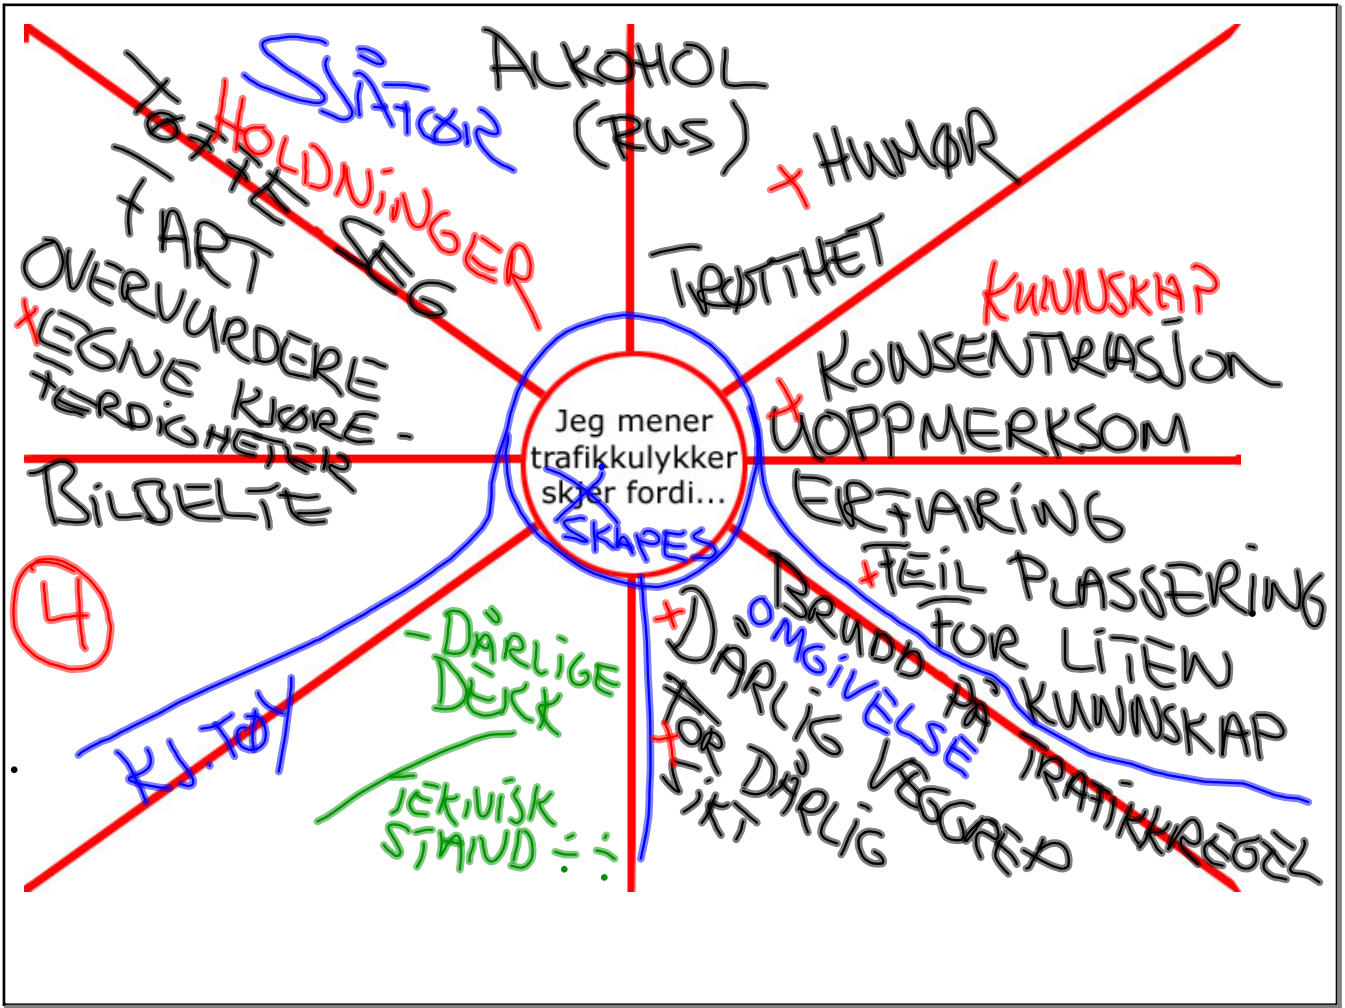 SJÅFØR
ALKOHOL
(RUS)
+ HUMØR
TRØTTHET
HOLDNINGER
TØFFE SEG
FART
OVERVURDERE
+ EGNE KJØRE-
FERDIGHETER
BILBELTE
KUNNSKAP
KONSENTRASJON
+ UOPPMERKSOM
Jeg mener
trafikkulykker
skjer fordi...
SKAPES
ERFARING
+ FEIL PLASSERING
FOR LITEN
KUNNSKAP
BRUDD PÅ TRAFIKKREGEL
OMGIVELSE
+ DÅRLIG VEGGREP
+ FOR DÅRLIG
SIKT
4
KJ.TØY
- DÅRLIGE
DEKK
TEKNISK
STAND